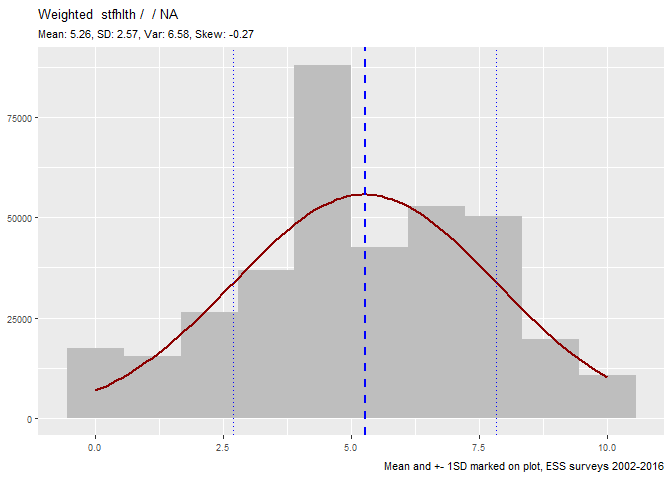 Weighted  stfhlth /  / NA
Mean: 5.26, SD: 2.57, Var: 6.58, Skew: -0.27
75000
50000
25000
0
0.0 2.5 5.0 7.5 10.0
Mean and +- 1SD marked on plot, ESS surveys 2002-2016